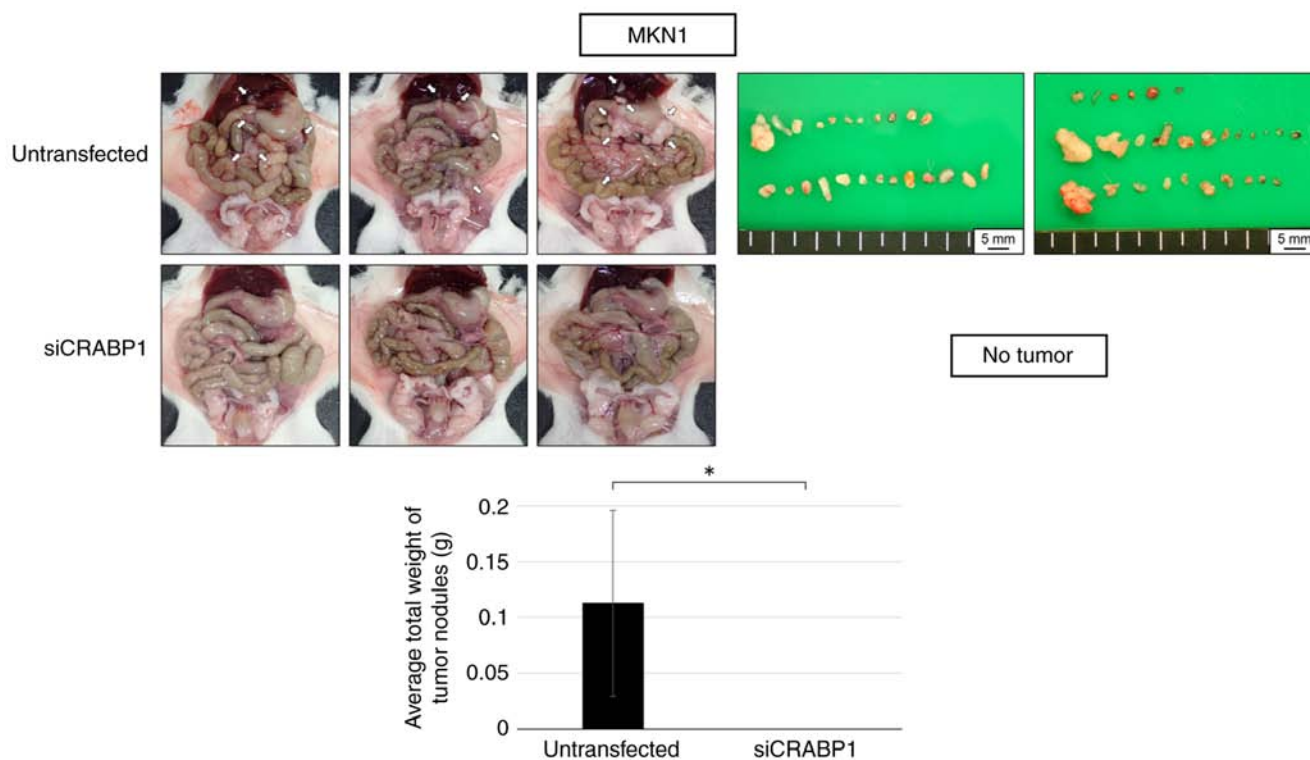 MKN1
Untransfected
5 mm
5 mm
siCRABP1
No tumor
*
Average total weight of
tumor nodules (g)
0.2
0.15
0.1
0.05
0
Untransfected
siCRABP1